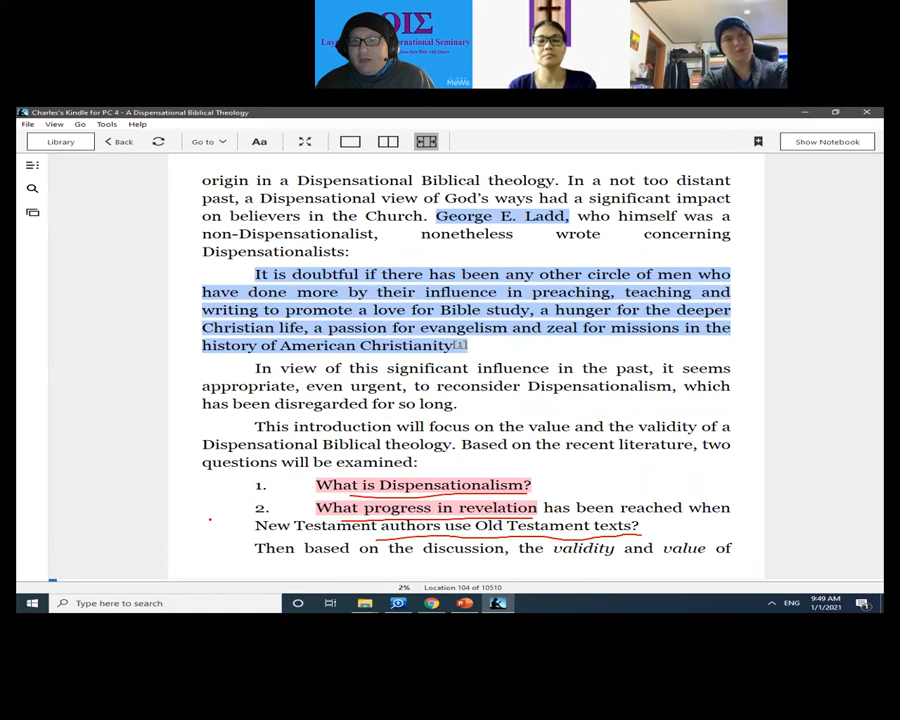 ΟΙΣ
International Seminary
MeWe
Charles's Kindle for PC 4 - A Dispensational Biblical Theology
File View Go Tools Help
Library Back Go to Aa Show Notebook
origin in a Dispensational Biblical theology. In a not too distant
past, a Dispensational view of God's ways had a significant impact
on believers in the Church. George E. Ladd, who himself was a
non-Dispensationalist, nonetheless wrote concerning
Dispensationalists:
It is doubtful if there has been any other circle of men who
have done more by their influence in preaching, teaching and
writing to promote a love for Bible study, a hunger for the deeper
Christian life, a passion for evangelism and zeal for missions in the
history of American Christianity[1]
In view of this significant influence in the past, it seems
appropriate, even urgent, to reconsider Dispensationalism, which
has been disregarded for so long.
This introduction will focus on the value and the validity of a
Dispensational Biblical theology. Based on the recent literature, two
questions will be examined:
1. What is Dispensationalism?
2. What progress in revelation has been reached when
New Testament authors use Old Testament texts?
Then based on the discussion, the validity and value of
2% Location 104 of 10510
Type here to search ENG 9:49 AM
1/1/2021